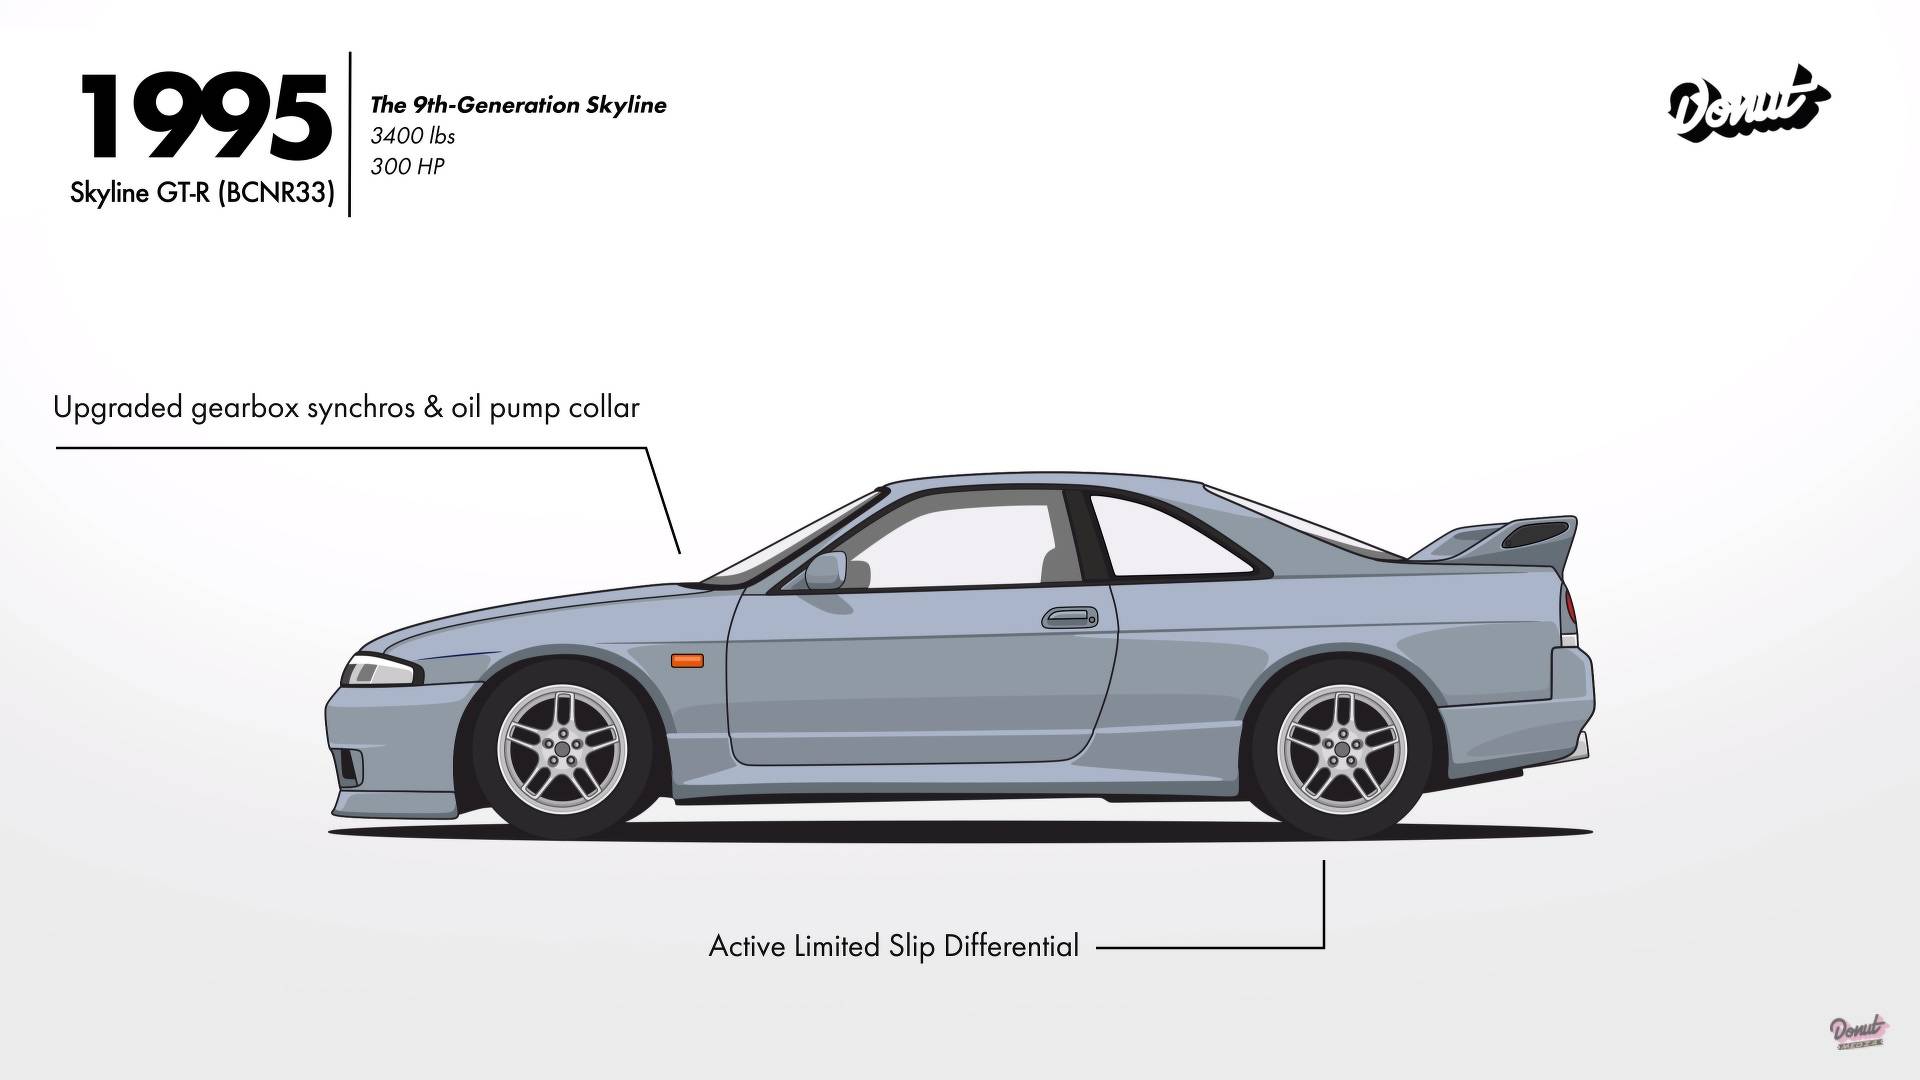 1995
Skyline GT-R (BCNR33)
The 9th-Generation Skyline
3400 lbs
300 HP
Donut
Upgraded gearbox synchros & oil pump collar
Active Limited Slip Differential
Donut
MEDIA